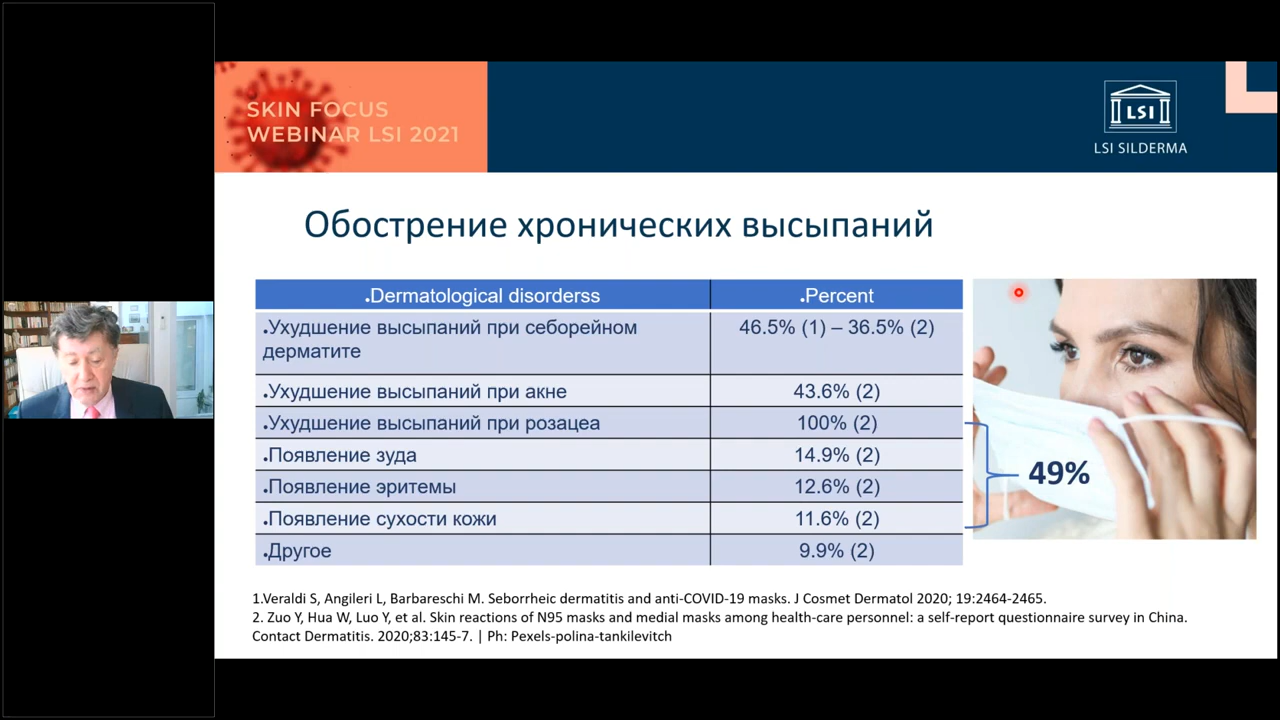 SKIN FOCUS
WEBINAR LSI 2021
LSI
LSI SILDERMA
Обострение хронических высыпаний
•Dermatological disorderss •Percent
•Ухудшение высыпаний при себорейном 46.5% (1) – 36.5% (2)
дерматите
•Ухудшение высыпаний при акне 43.6% (2)
•Ухудшение высыпаний при розацеа 100% (2)
•Появление зуда 14.9% (2)
•Появление эритемы 12.6% (2)
•Появление сухости кожи 11.6% (2)
•Другое 9.9% (2)
49%
1.Veraldi S, Angileri L, Barbareschi M. Seborrheic dermatitis and anti-COVID-19 masks. J Cosmet Dermatol 2020; 19:2464-2465.
2. Zuo Y, Hua W, Luo Y, et al. Skin reactions of N95 masks and medial masks among health-care personnel: a self-report questionnaire survey in China.
Contact Dermatitis. 2020;83:145-7. | Ph: Pexels-polina-tankilevitch